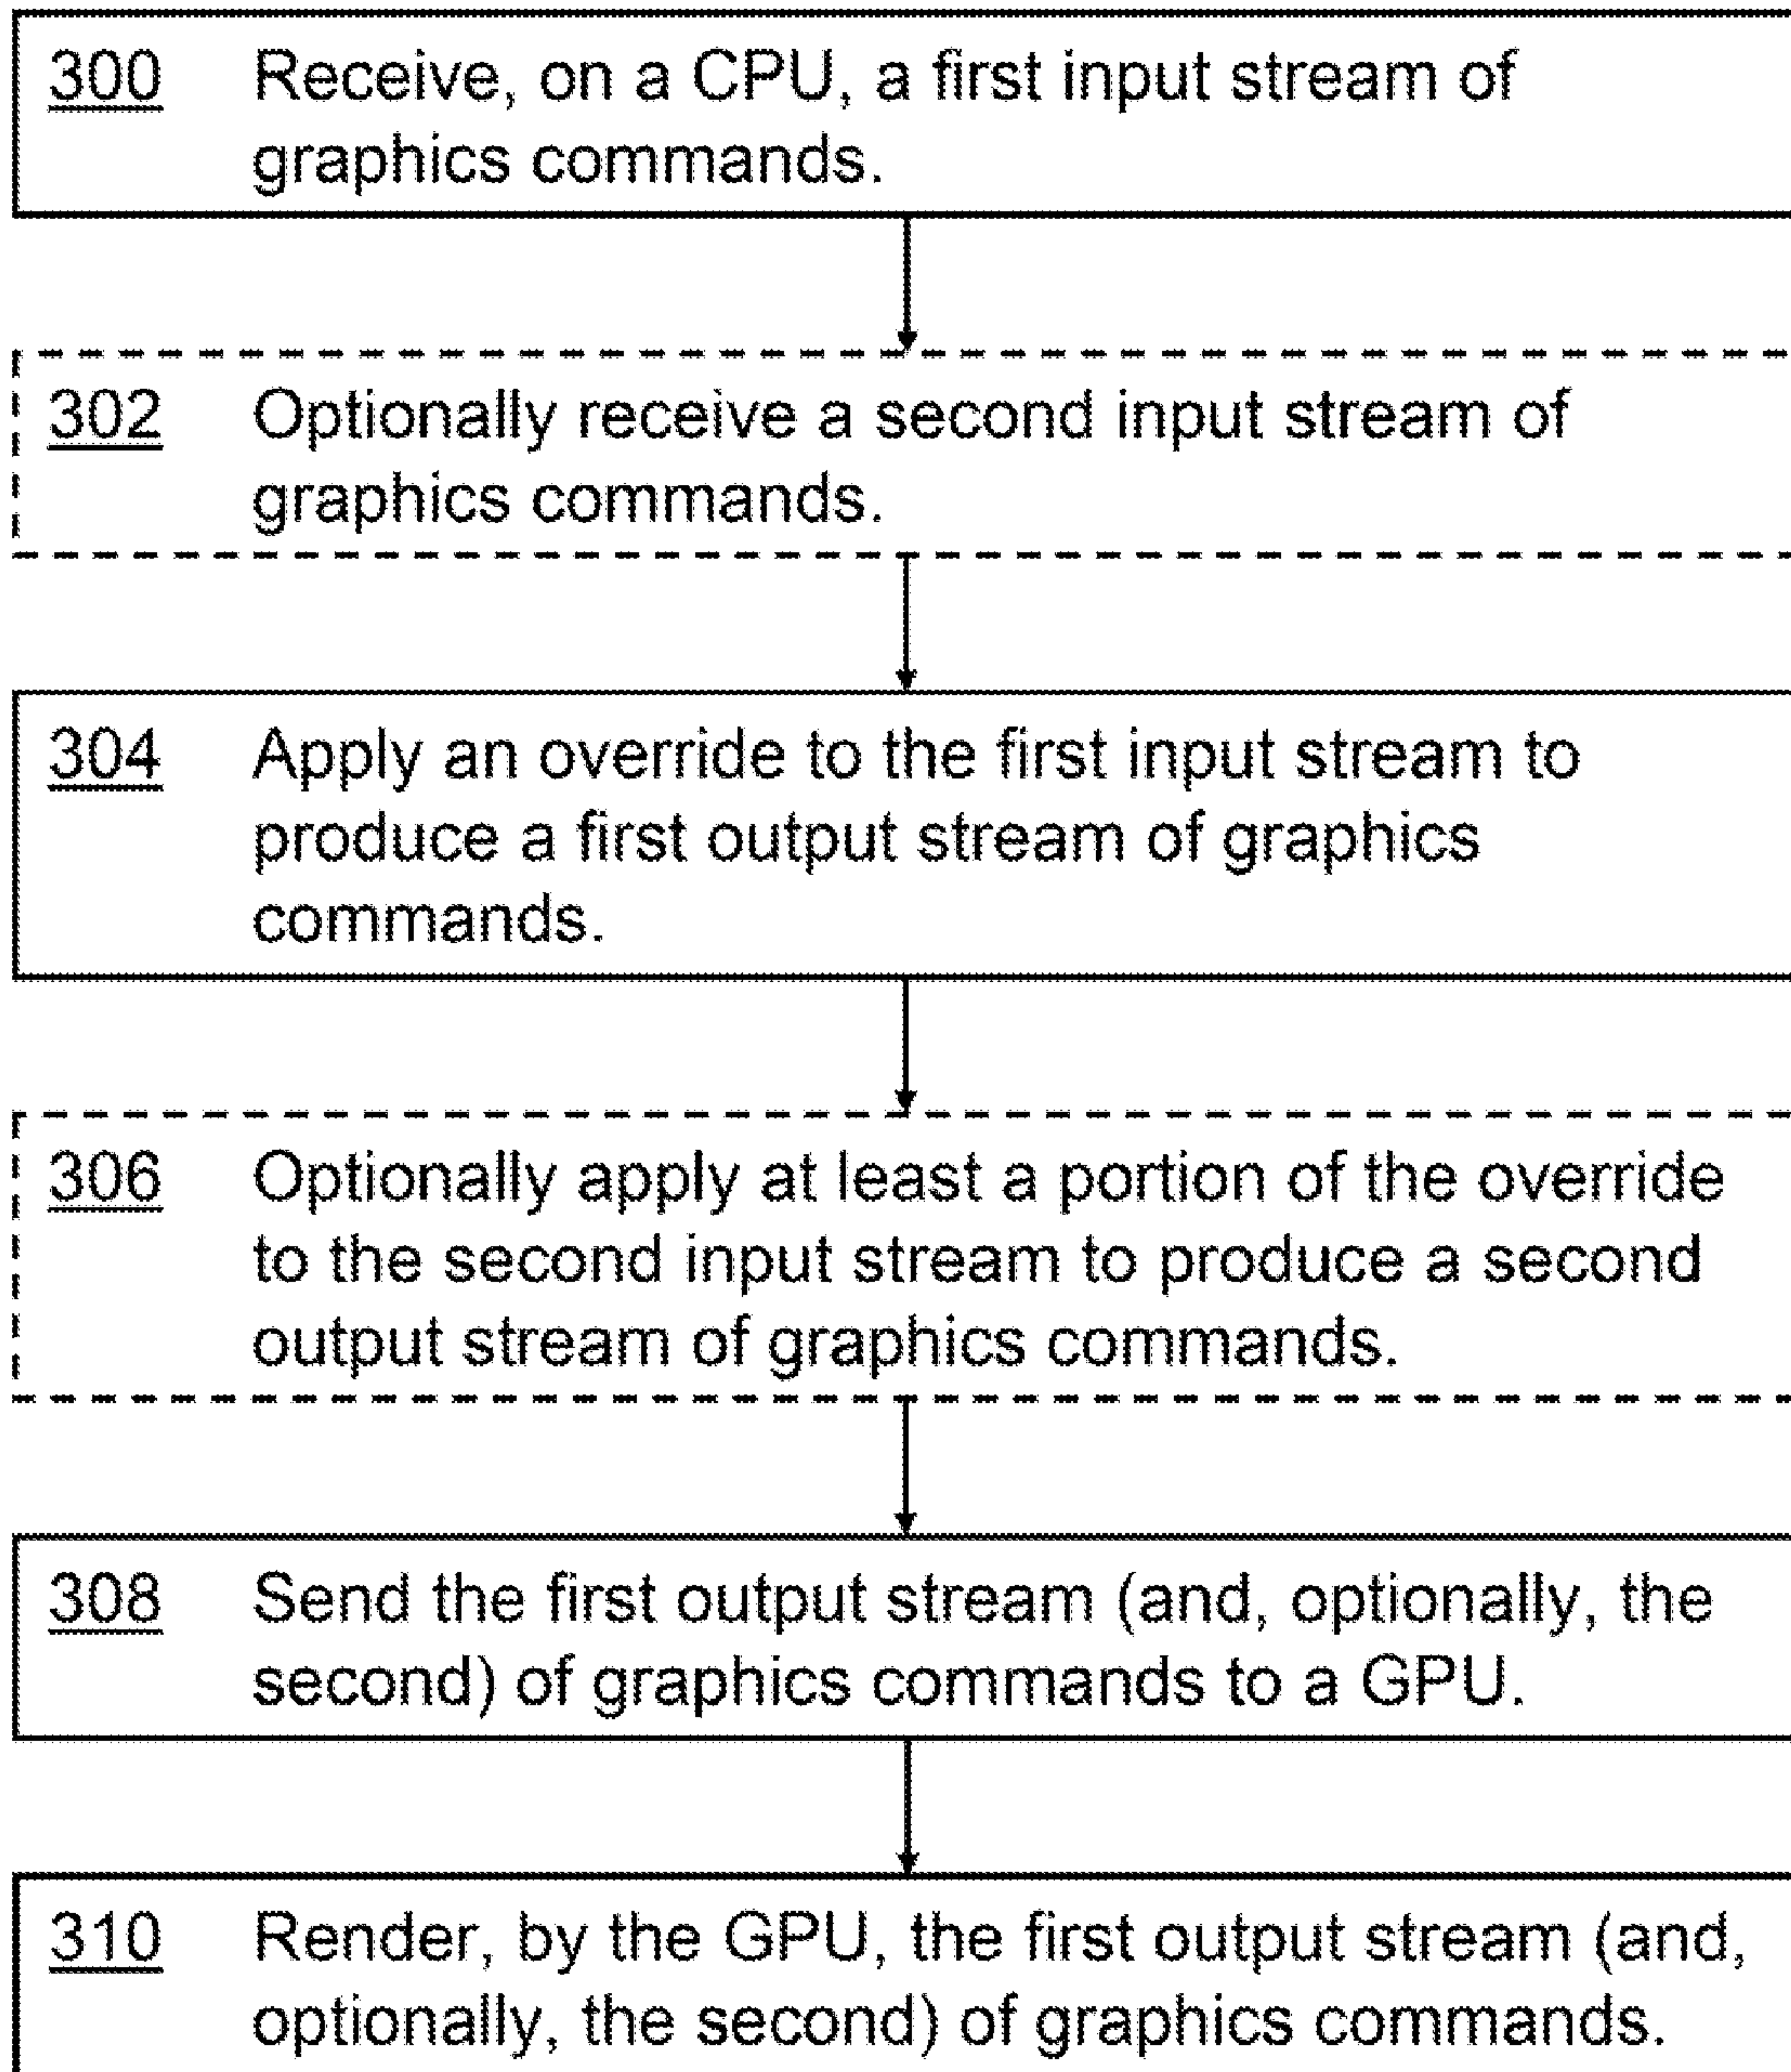 300 Receive, on a CPU, a first input stream of
graphics commands.
302 Optionally receive a second input stream of
graphics commands.
304 Apply an override to the first input stream to
produce a first output stream of graphics
commands.
306 Optionally apply at least a portion of the override
to the second input stream to produce a second
output stream of graphics commands.
308 Send the first output stream (and, optionally, the
second) of graphics commands to a GPU.
310 Render, by the GPU, the first output stream (and,
optionally, the second) of graphics commands.